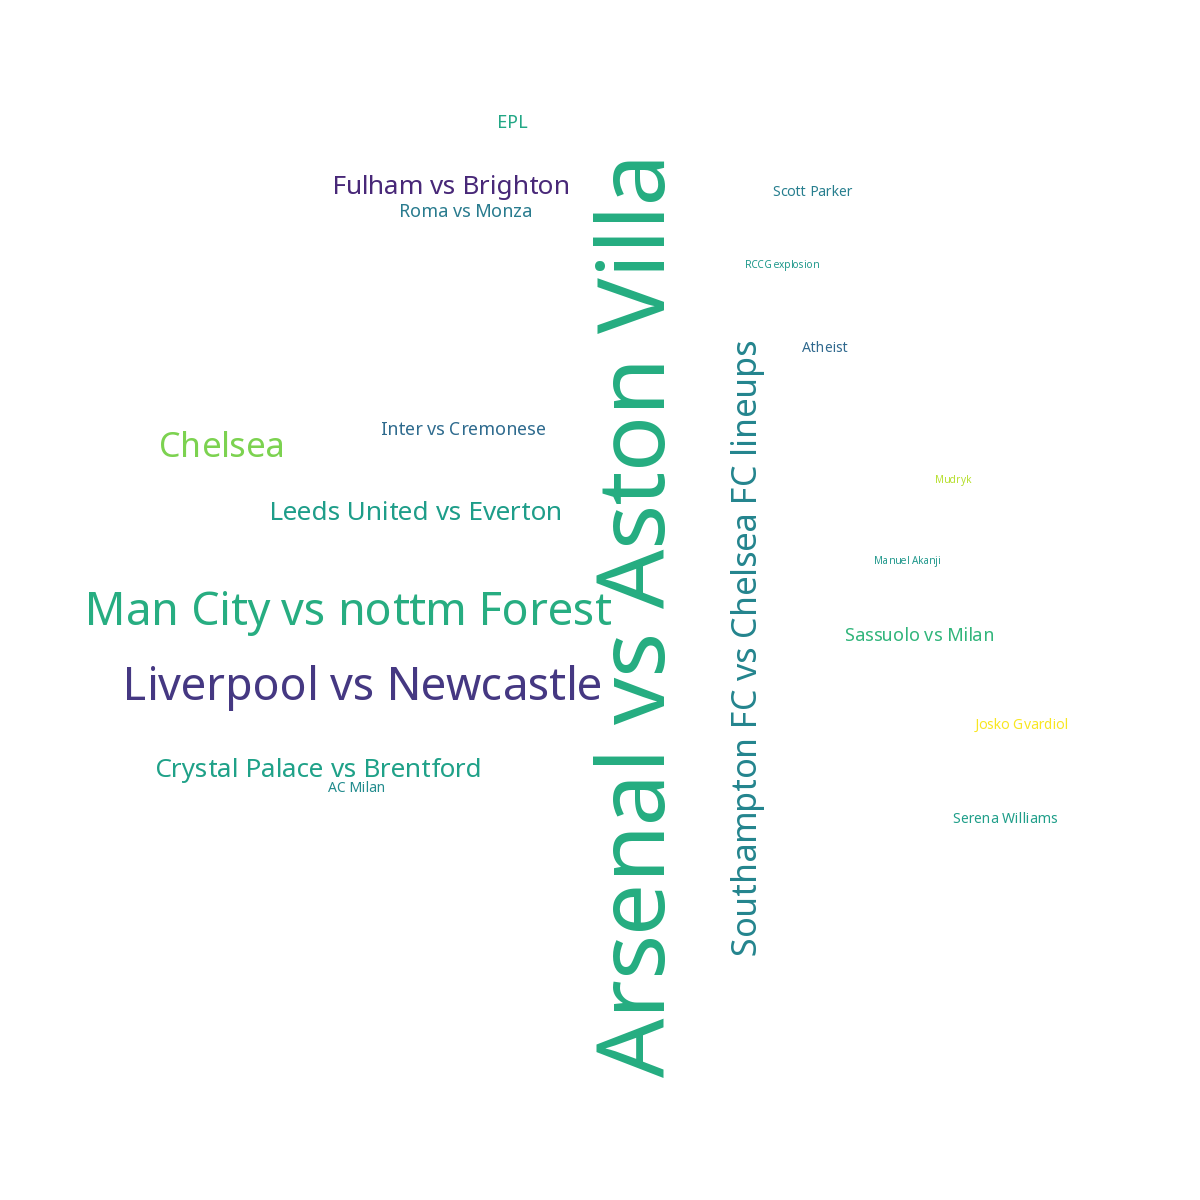 EPL
Fulham vs Brighton
Roma vs Monza
Scott Parker
RCCG explosion
Atheist
Arsenal vs Aston Villa
Southampton FC vs Chelsea FC lineups
Chelsea
Inter vs Cremonese
Mudryk
Leeds United vs Everton
Manuel Akanji
Man City vs nottm Forest
Sassuolo vs Milan
Liverpool vs Newcastle
Josko Gvardiol
Crystal Palace vs Brentford
AC Milan
Serena Williams